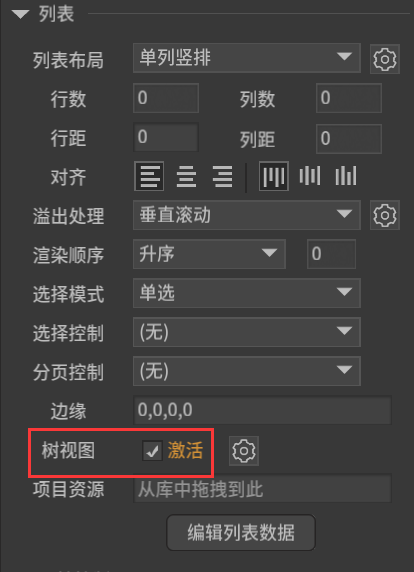 列表
列表布局 单列竖排
行数 0 列数 0
行距 0 列距 0
对齐
溢出处理 垂直滚动
渲染顺序 升序 0
选择模式 单选
选择控制 (无)
分页控制 (无)
边缘 0,0,0,0
树视图 激活
项目资源 从库中拖拽到此
编辑列表数据